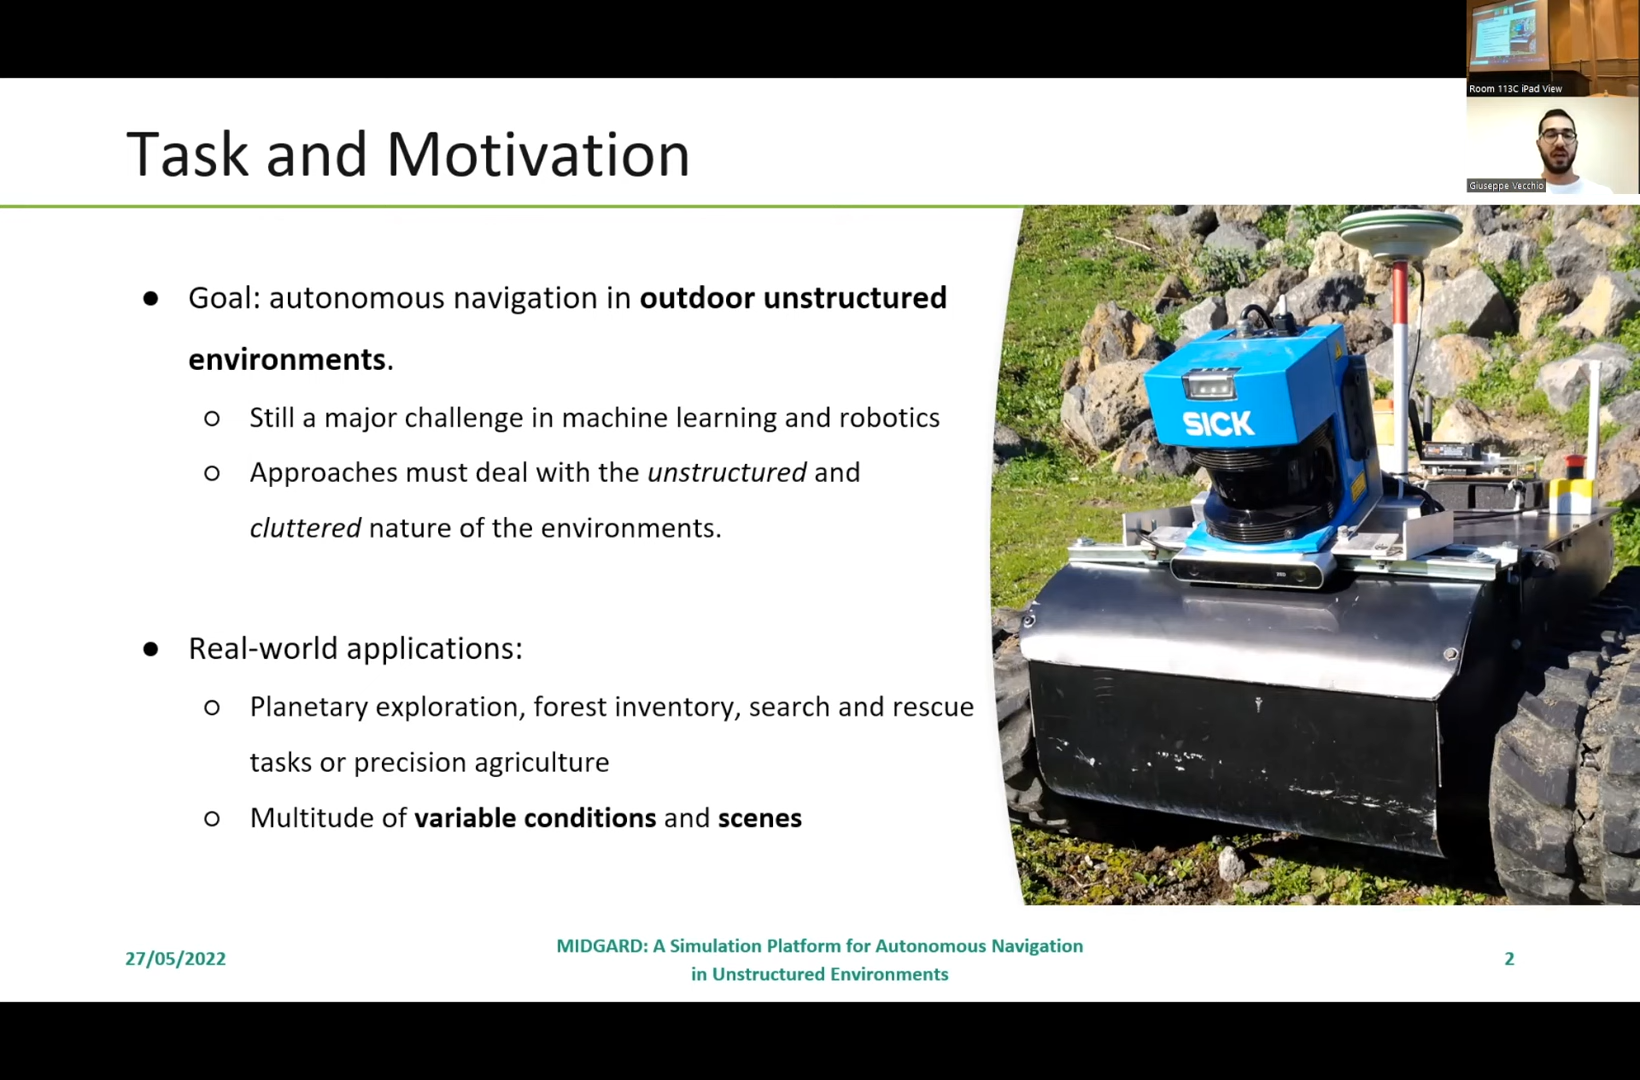 Task and Motivation
Room 113C iPad View
Giuseppe Vecchio
● Goal: autonomous navigation in outdoor unstructured
environments.
○ Still a major challenge in machine learning and robotics
○ Approaches must deal with the unstructured and
cluttered nature of the environments.
● Real-world applications:
○ Planetary exploration, forest inventory, search and rescue
tasks or precision agriculture
○ Multitude of variable conditions and scenes
SICK
27/05/2022
MIDGARD: A Simulation Platform for Autonomous Navigation
in Unstructured Environments
2